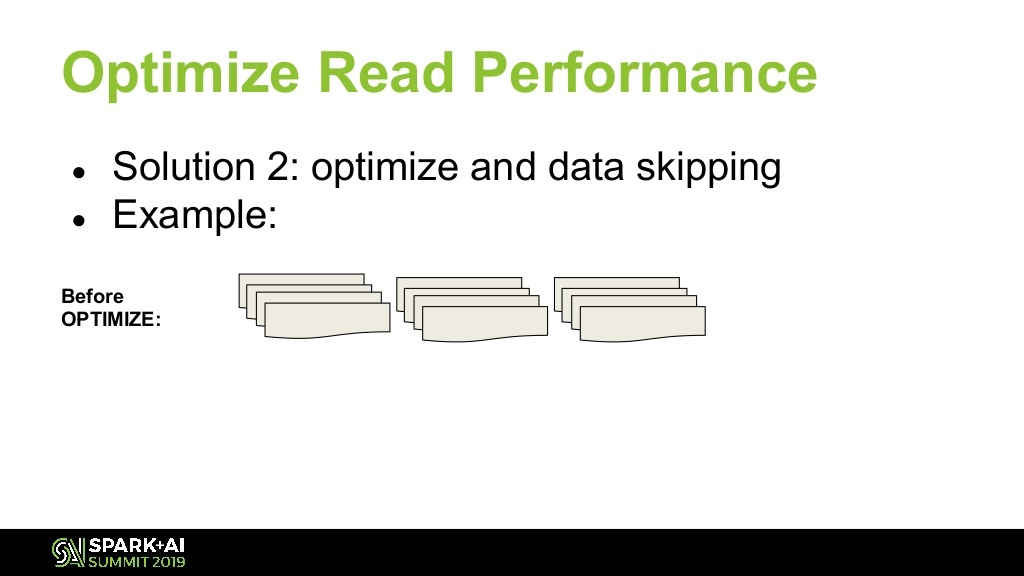 Optimize Read Performance
● Solution 2: optimize and data skipping
● Example:
Before
OPTIMIZE:
SPARK+AI
SUMMIT 2019